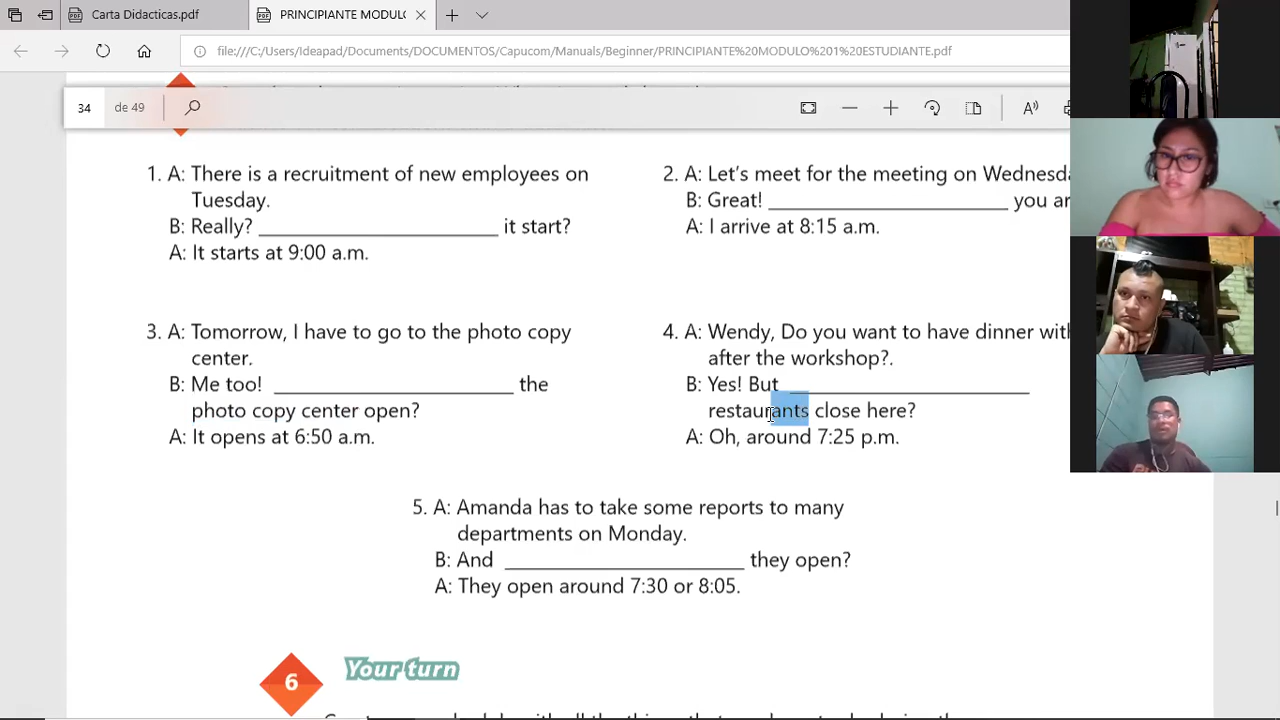 Carta Didacticas.pdf
PRINCIPIANTE MODULO
file:///C:/Users/Ideapad/Documents/DOCUMENTOS/Capucom/Manuals/Beginner/PRINCIPIANTE%20MODULO%201%20ESTUDIANTE.pdf
34 de 49
1. A: There is a recruitment of new employees on
Tuesday.
B: Really? ______________________ it start?
A: It starts at 9:00 a.m.
2. A: Let's meet for the meeting on Wednesda
B: Great! ______________________ you ar
A: I arrive at 8:15 a.m.
3. A: Tomorrow, I have to go to the photo copy
center.
B: Me too! ______________________ the
photo copy center open?
A: It opens at 6:50 a.m.
4. A: Wendy, Do you want to have dinner with
after the workshop?.
B: Yes! But ______________________
restaurants close here?
A: Oh, around 7:25 p.m.
5. A: Amanda has to take some reports to many
departments on Monday.
B: And ______________________ they open?
A: They open around 7:30 or 8:05.
6 Your turn